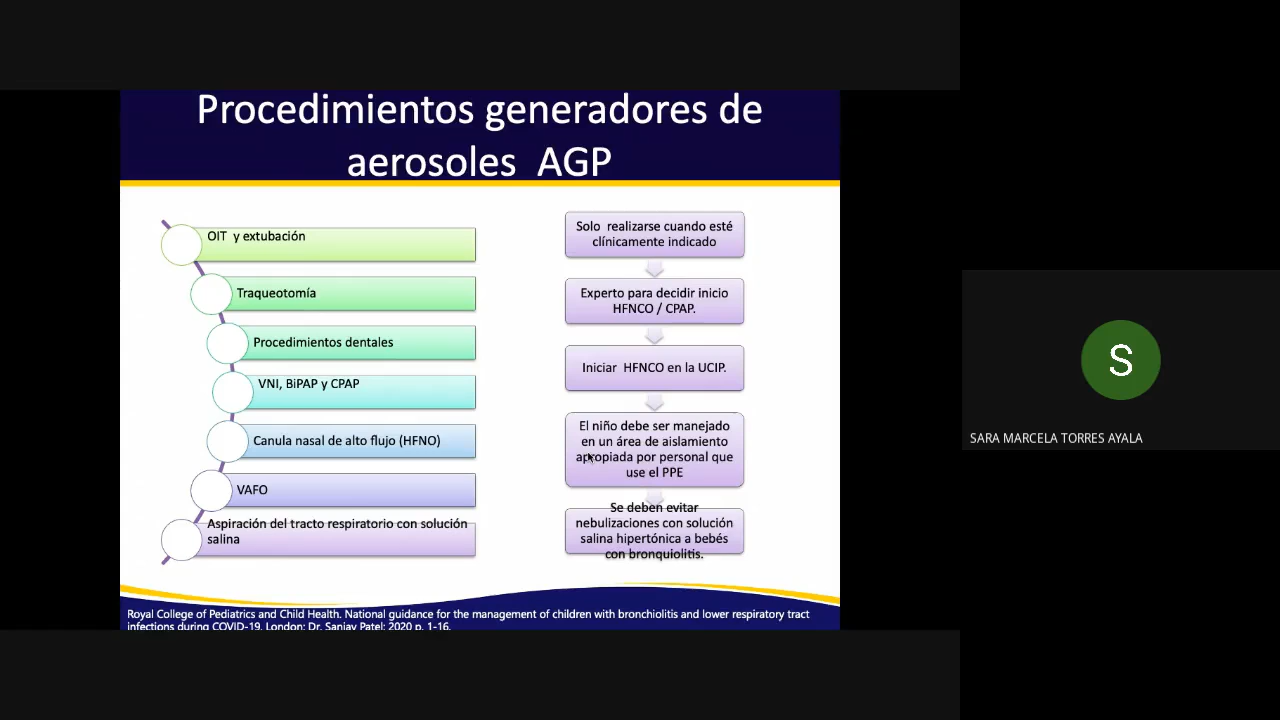 Procedimientos generadores de
aerosoles AGP
OIT y extubación
Traqueotomía
Procedimientos dentales
VNI, BiPAP y CPAP
Canula nasal de alto flujo (HFNO)
VAFO
Aspiración del tracto respiratorio con solución
salina
Solo realizarse cuando esté
clínicamente indicado
Experto para decidir inicio
HFNCO / CPAP.
Iniciar HFNCO en la UCIP.
El niño debe ser manejado
en un área de aislamiento
apropiada por personal que
use el PPE
Se deben evitar
nebulizaciones con solución
salina hipertónica a bebés
con bronquiolitis.
Royal College of Pediatrics and Child Health. National guidance for the management of children with bronchiolitis and lower respiratory tract
infections during COVID-19. London: Dr. Sanjay Patel; 2020 p. 1-16.
S
SARA MARCELA TORRES AYALA